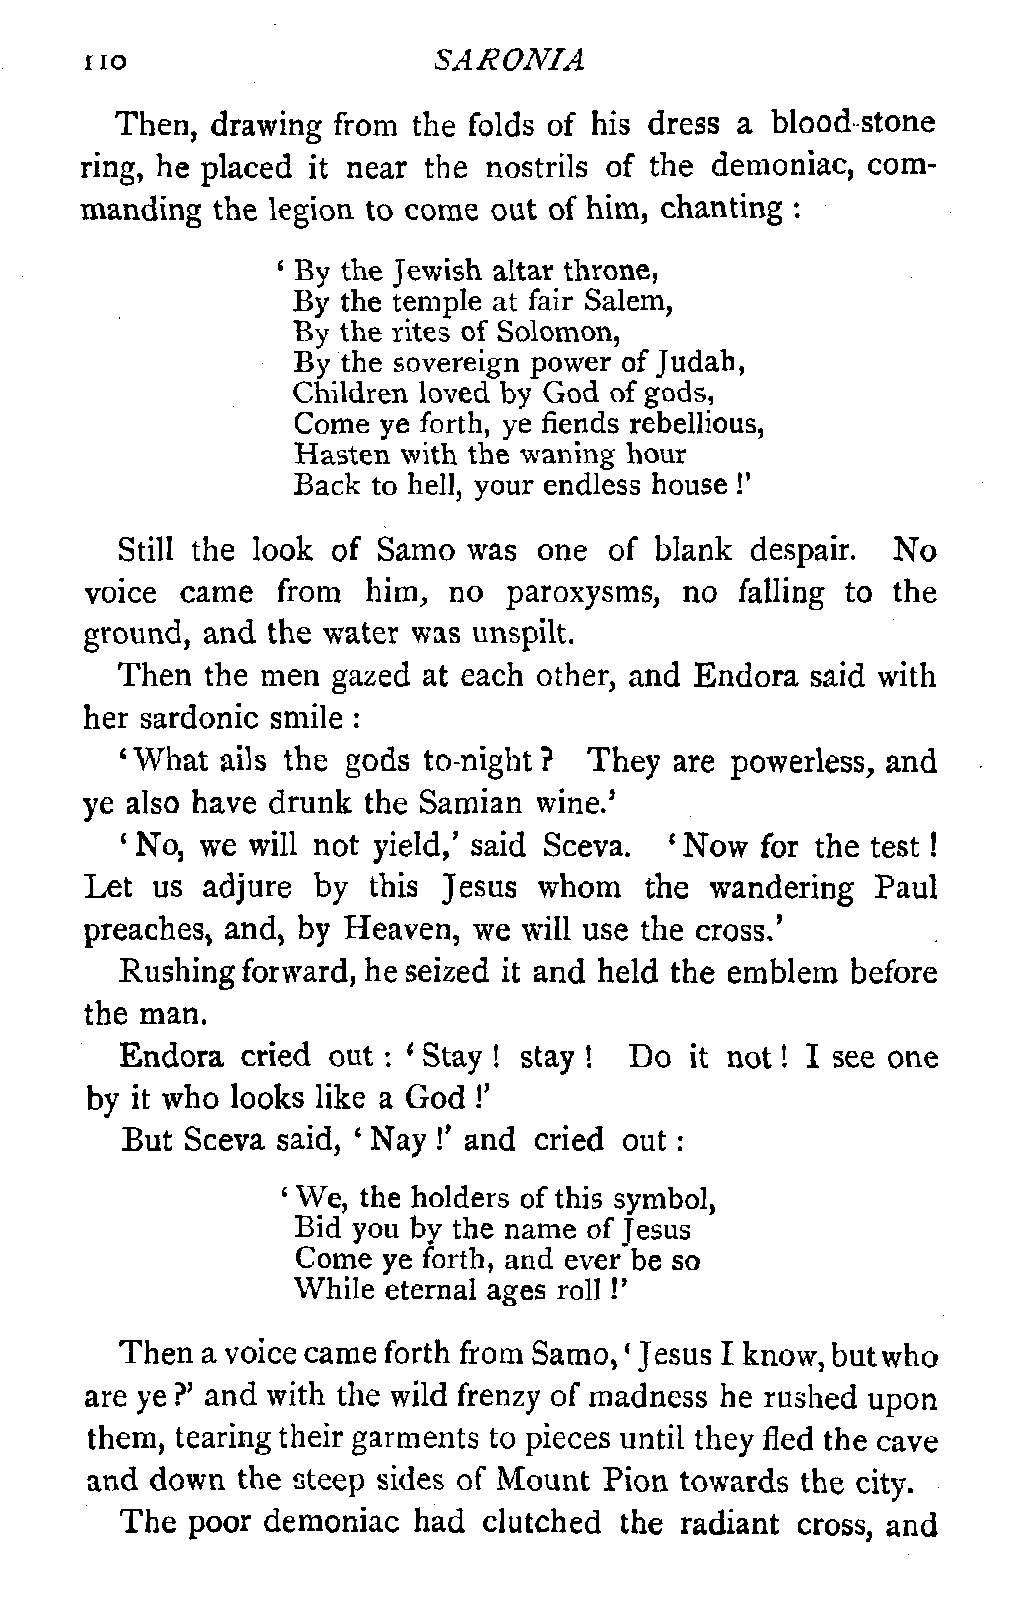 110 SARONIA
Then, drawing from the folds of his dress a blood-stone
ring, he placed it near the nostrils of the demoniac, com-
manding the legion to come out of him, chanting :
‘ By the Jewish altar throne,
By the temple at fair Salem,
By the rites of Solomon,
By the sovereign power of Judah,
Children loved by God of gods,
Come ye forth, ye fiends rebellious,
Hasten with the waning hour
Back to hell, your endless house !’
Still the look of Samo was one of blank despair. No
voice came from him, no paroxysms, no falling to the
ground, and the water was unspilt.
Then the men gazed at each other, and Endora said with
her sardonic smile :
‘What ails the gods to-night ? They are powerless, and
ye also have drunk the Samian wine.’
‘ No, we will not yield,’ said Sceva. ‘ Now for the test !
Let us adjure by this Jesus whom the wandering Paul
preaches, and, by Heaven, we will use the cross.’
Rushing forward, he seized it and held the emblem before
the man.
Endora cried out : ‘ Stay ! stay ! Do it not ! I see one
by it who looks like a God !’
But Sceva said, ‘ Nay !’ and cried out :
‘ We, the holders of this symbol,
Bid you by the name of Jesus
Come ye forth, and ever be so
While eternal ages roll !’
Then a voice came forth from Samo, ‘ Jesus I know, but who
are ye ?’ and with the wild frenzy of madness he rushed upon
them, tearing their garments to pieces until they fled the cave
and down the steep sides of Mount Pion towards the city.
The poor demoniac had clutched the radiant cross, and